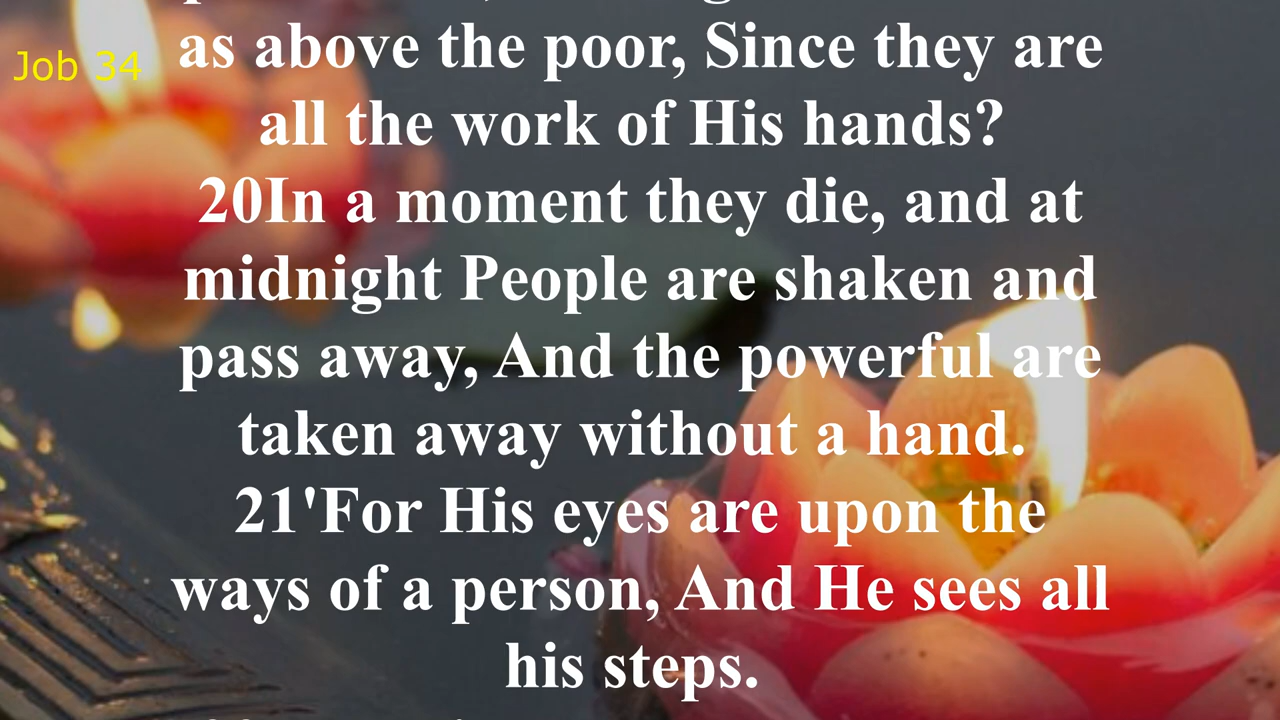 Job 34
as above the poor, Since they are
all the work of His hands?
20In a moment they die, and at
midnight People are shaken and
pass away, And the powerful are
taken away without a hand.
21'For His eyes are upon the
ways of a person, And He sees all
his steps.